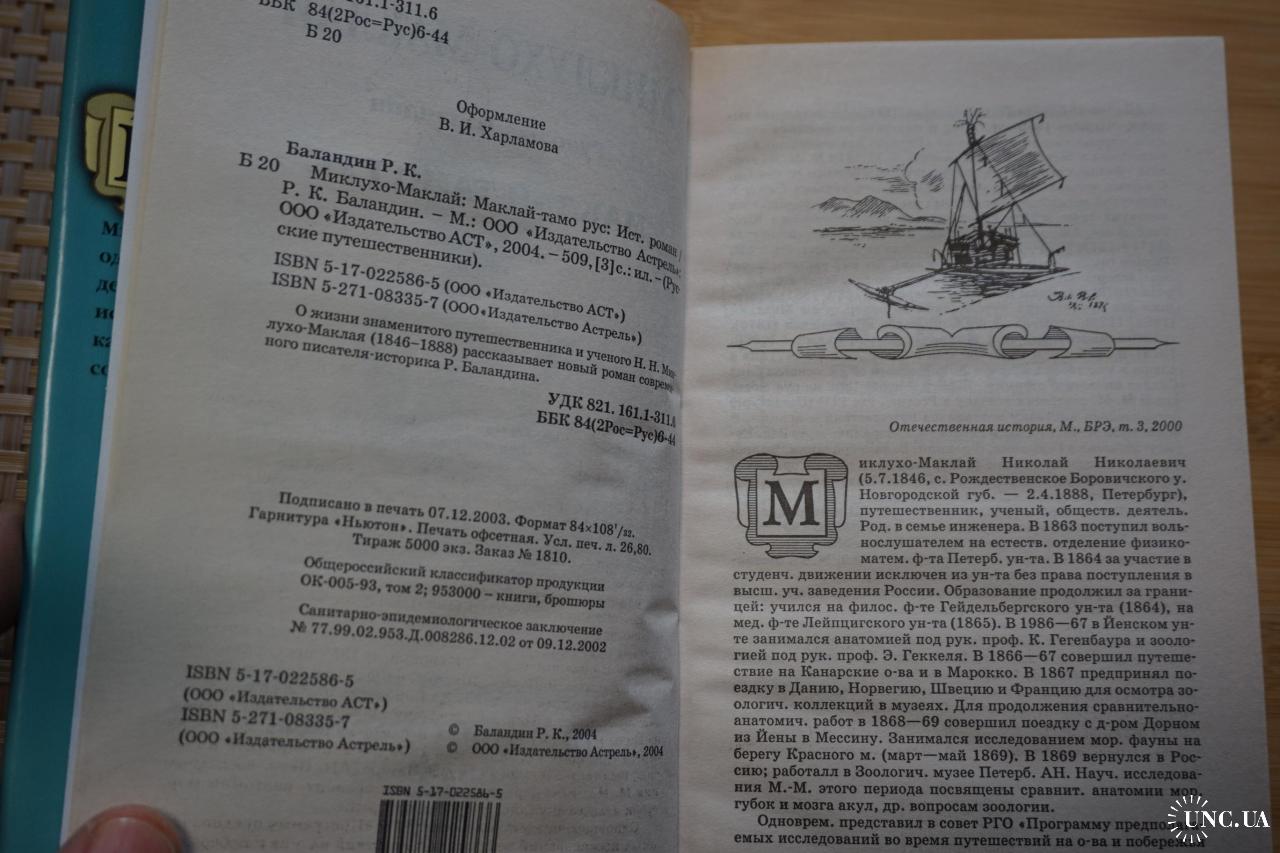 161.1-311.6
ББК 84(2Рос=Рус)6-44
Б 20
Оформление
В. И. Харламова
Баландин Р. К.
Б 20 Миклухо-Маклай: Маклай-тамо рус: Ист. роман /
Р. К. Баландин. – М.: ООО «Издательство Астрель»:
ООО «Издательство АСТ», 2004. – 509, [3] с.: ил. – (Рус-
ские путешественники).
ISBN 5-17-022586-5 (ООО «Издательство АСТ»)
ISBN 5-271-08335-7 (ООО «Издательство Астрель»)
О жизни знаменитого путешественника и ученого Н. Н. Мик-
лухо-Маклая (1846–1888) рассказывает новый роман современ-
ного писателя-историка Р. Баландина.
УДК 821. 161.1-311.6
ББК 84(2Рос=Рус)6-44
Подписано в печать 07.12.2003. Формат 84×108¹/₃₂.
Гарнитура «Ньютон». Печать офсетная. Усл. печ. л. 26,80.
Тираж 5000 экз. Заказ № 1810.
Общероссийский классификатор продукции
ОК-005-93, том 2; 953000 – книги, брошюры
Санитарно-эпидемиологическое заключение
№ 77.99.02.953.Д.008286.12.02 от 09.12.2002
ISBN 5-17-022586-5
(ООО «Издательство АСТ»)
ISBN 5-271-08335-7
(ООО «Издательство Астрель»)
© Баландин Р. К., 2004
© ООО «Издательство Астрель», 2004
ISBN 5-17-022586-5
Отечественная история, М., БРЭ, т. 3, 2000
М иклухо-Маклай Николай Николаевич
(5.7.1846, с. Рождественское Боровичского у.
Новгородской губ. — 2.4.1888, Петербург),
путешественник, ученый, обществ. деятель.
Род. в семье инженера. В 1863 поступил воль-
нослушателем на естеств. отделение физико-
матем. ф-та Петерб. ун-та. В 1864 за участие в
студенч. движении исключен из ун-та без права поступления в
высш. уч. заведения России. Образование продолжил за грани-
цей: учился на филос. ф-те Гейдельбергского ун-та (1864), на
мед. ф-те Лейпцигского ун-та (1865). В 1986—67 в Йенском ун-
те занимался анатомией под рук. проф. К. Гегенбаура и зооло-
гией под рук. проф. Э. Геккеля. В 1866—67 совершил путеше-
ствие на Канарские о-ва и в Марокко. В 1867 предпринял по-
ездку в Данию, Норвегию, Швецию и Францию для осмотра зо-
ологич. коллекций в музеях. Для продолжения сравнительно-
анатомич. работ в 1868—69 совершил поездку с д-ром Дорном
из Йены в Мессину. Занимался исследованием мор. фауны на
берегу Красного м. (март—май 1869). В 1869 вернулся в Рос-
сию; работалл в Зоологич. музее Петерб. АН. Науч. исследова-
ния М.-М. этого периода посвящены сравнит. анатомии мор.
губок и мозга акул, др. вопросам зоологии.
Одноврем. представил в совет РГО «Программу предполаг-
емых исследований во время путешествий на о-ва и побережья
UNC.UA